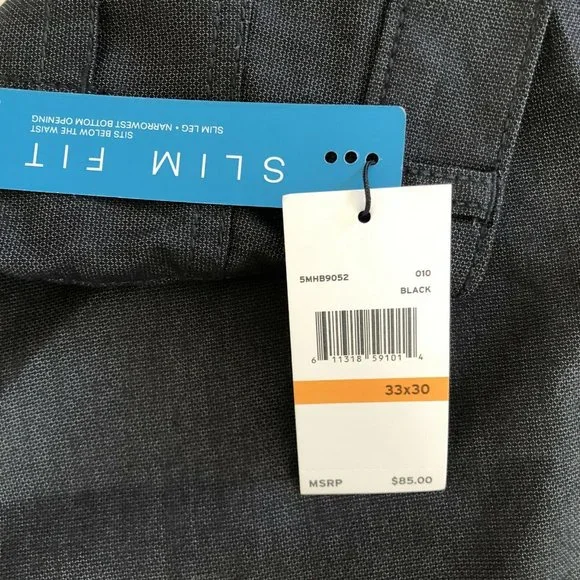 SLIM FIT
SITS BELOW THE WAIST
SLIM LEG • NARROWEST BOTTOM OPENING
5MHB9052 010
BLACK
6 11318 59101 4
33x30
MSRP $85.00